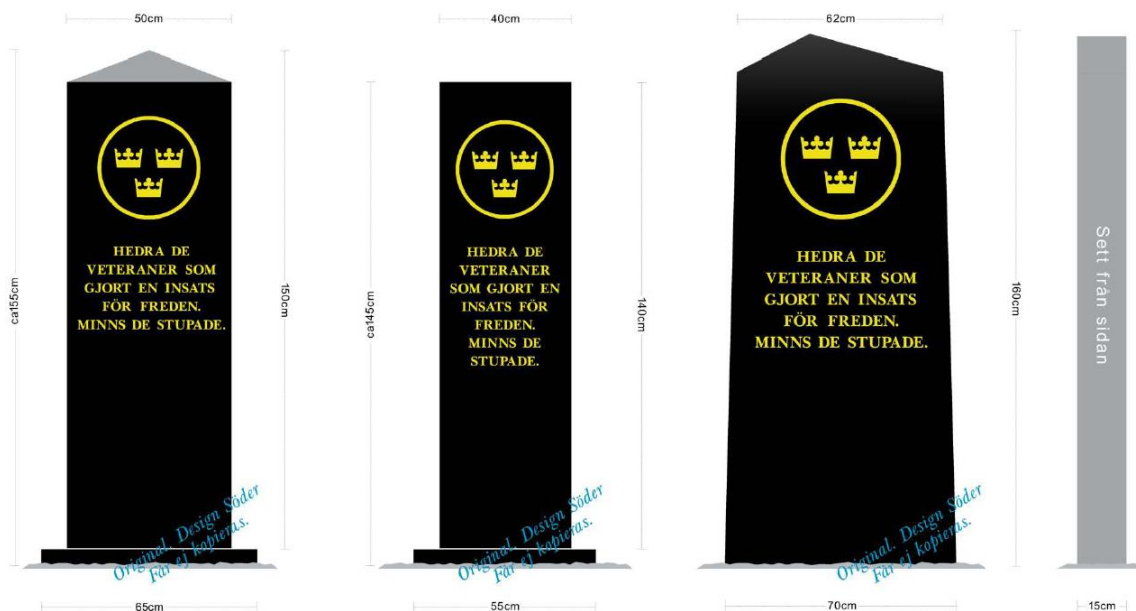 50cm
40cm
62cm
HEDRA DE
VETERANER SOM
GJORT EN INSATS
FÖR FREDEN.
MINNS DE STUPADE.
ca155cm
150cm
Original. Design Söder
Får ej kopieras.
65cm
HEDRA DE
VETERANER
SOM GJORT EN
INSATS FÖR
FREDEN.
MINNS DE
STUPADE.
ca145cm
140cm
Original. Design Söder
Får ej kopieras.
55cm
HEDRA DE
VETERANER SOM
GJORT EN INSATS
FÖR FREDEN.
MINNS DE STUPADE.
160cm
Original. Design Söder
Får ej kopieras.
70cm
Sett från sidan
15cm